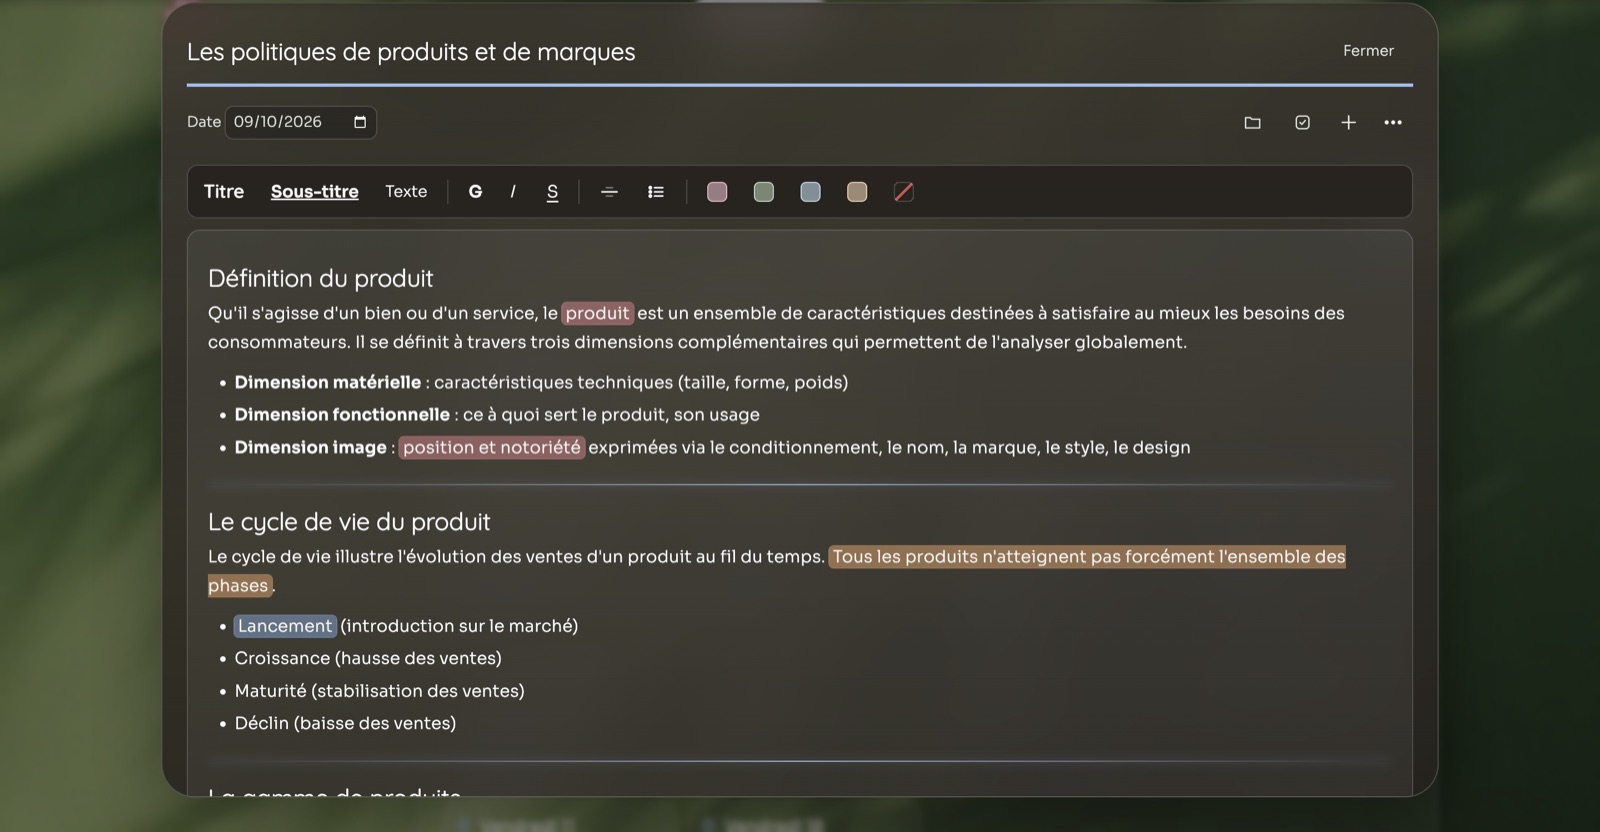 Les politiques de produits et de marques
Fermer
Date 09/10/2026
Titre Sous-titre Texte G I S
Définition du produit
Qu'il s'agisse d'un bien ou d'un service, le produit est un ensemble de caractéristiques destinées à satisfaire au mieux les besoins des
consommateurs. Il se définit à travers trois dimensions complémentaires qui permettent de l'analyser globalement.
• Dimension matérielle : caractéristiques techniques (taille, forme, poids)
• Dimension fonctionnelle : ce à quoi sert le produit, son usage
• Dimension image : position et notoriété exprimées via le conditionnement, le nom, la marque, le style, le design
Le cycle de vie du produit
Le cycle de vie illustre l'évolution des ventes d'un produit au fil du temps. Tous les produits n'atteignent pas forcément l'ensemble des
phases.
• Lancement (introduction sur le marché)
• Croissance (hausse des ventes)
• Maturité (stabilisation des ventes)
• Déclin (baisse des ventes)
La gamme de produits